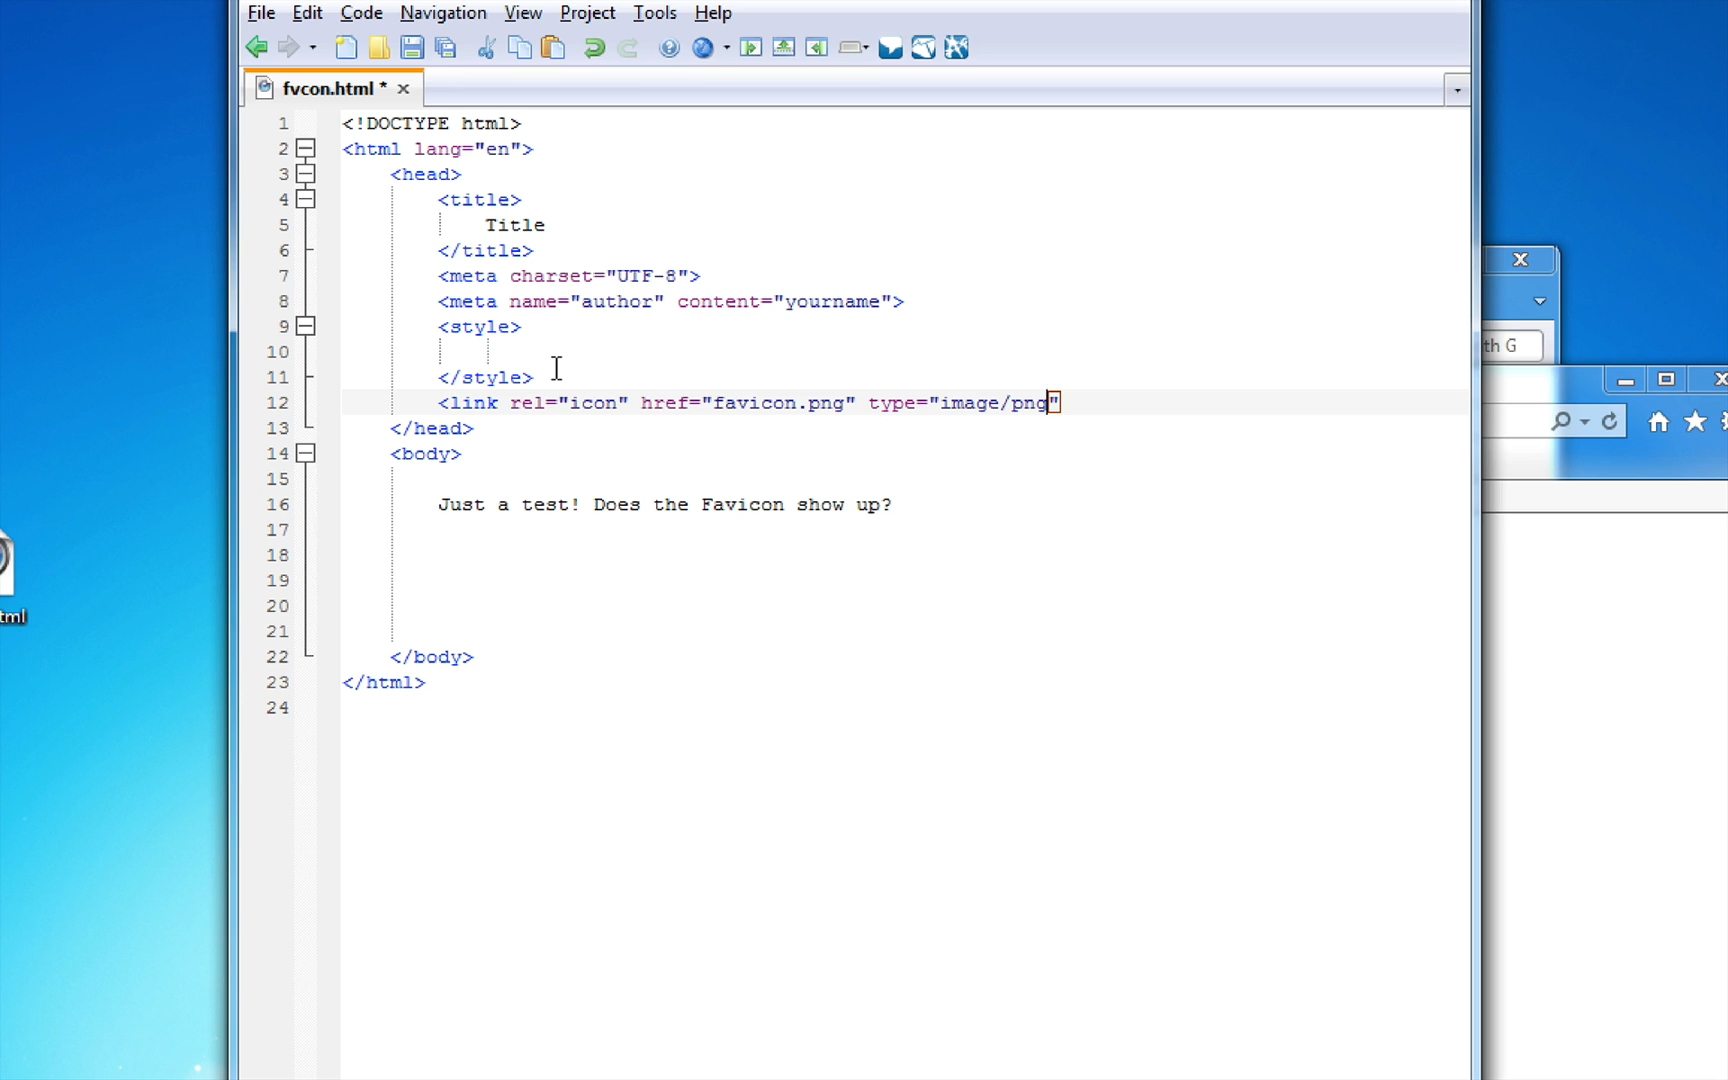 File Edit Code Navigation View Project Tools Help
fvcon.html *
1 <!DOCTYPE html>
2 <html lang="en">
3 <head>
4 <title>
5 Title
6 </title>
7 <meta charset="UTF-8">
8 <meta name="author" content="yourname">
9 <style>
10
11 </style>
12 <link rel="icon" href="favicon.png" type="image/png"
13 </head>
14 <body>
15
16 Just a test! Does the Favicon show up?
17
18
19
20
21
22 </body>
23 </html>
24
th G
tml